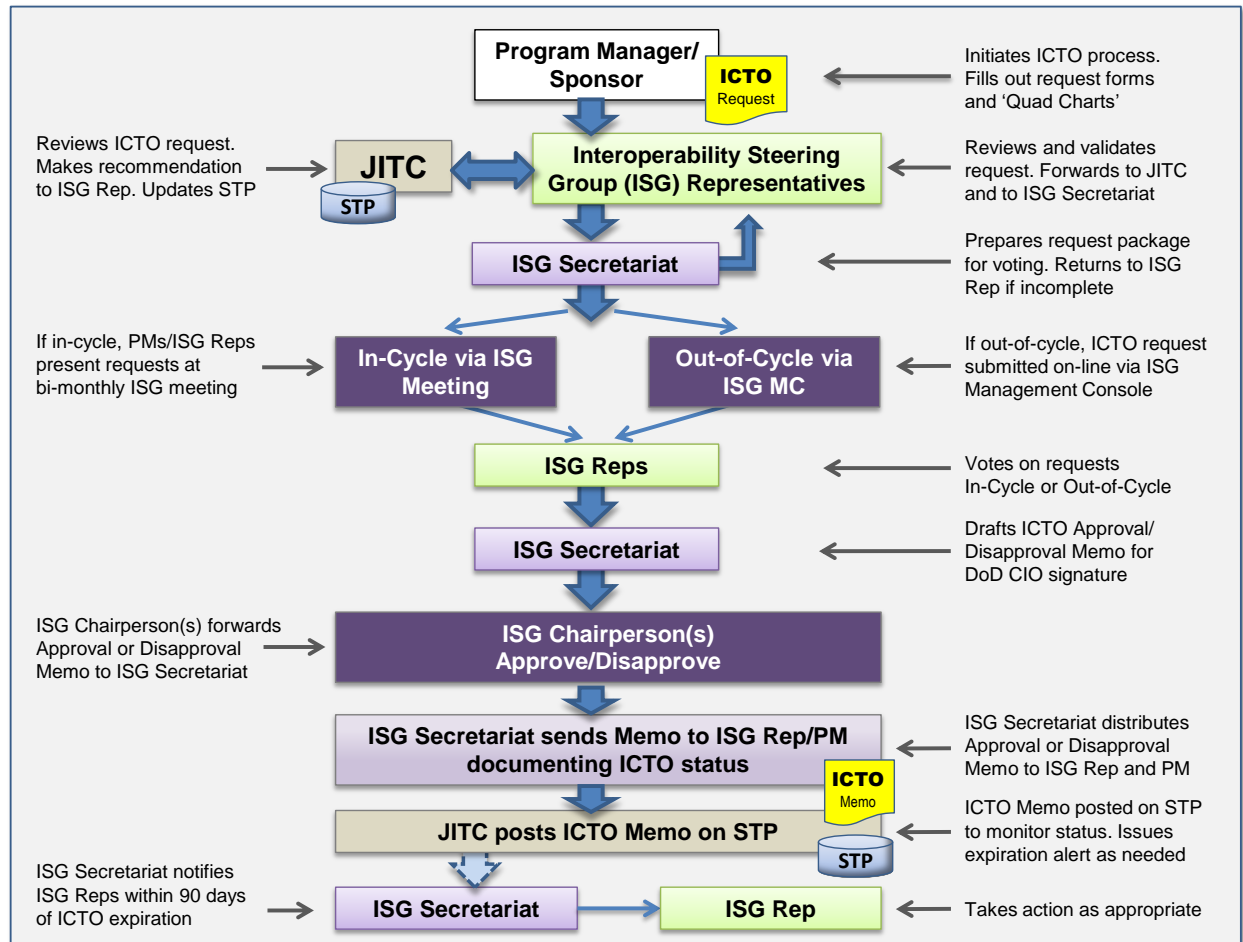 Program Manager/
Sponsor
ICTO
Request
Initiates ICTO process.
Fills out request forms
and ‘Quad Charts’
Reviews ICTO request.
Makes recommendation
to ISG Rep. Updates STP
JITC
STP
Interoperability Steering
Group (ISG) Representatives
Reviews and validates
request. Forwards to JITC
and to ISG Secretariat
ISG Secretariat
Prepares request package
for voting. Returns to ISG
Rep if incomplete
If in-cycle, PMs/ISG Reps
present requests at
bi-monthly ISG meeting
In-Cycle via ISG
Meeting
Out-of-Cycle via
ISG MC
If out-of-cycle, ICTO request
submitted on-line via ISG
Management Console
ISG Reps
Votes on requests
In-Cycle or Out-of-Cycle
ISG Secretariat
Drafts ICTO Approval/
Disapproval Memo for
DoD CIO signature
ISG Chairperson(s) forwards
Approval or Disapproval
Memo to ISG Secretariat
ISG Chairperson(s)
Approve/Disapprove
ISG Secretariat sends Memo to ISG Rep/PM
documenting ICTO status
ISG Secretariat distributes
Approval or Disapproval
Memo to ISG Rep and PM
ICTO
Memo
JITC posts ICTO Memo on STP
STP
ICTO Memo posted on STP
to monitor status. Issues
expiration alert as needed
ISG Secretariat notifies
ISG Reps within 90 days
of ICTO expiration
ISG Secretariat
ISG Rep
Takes action as appropriate